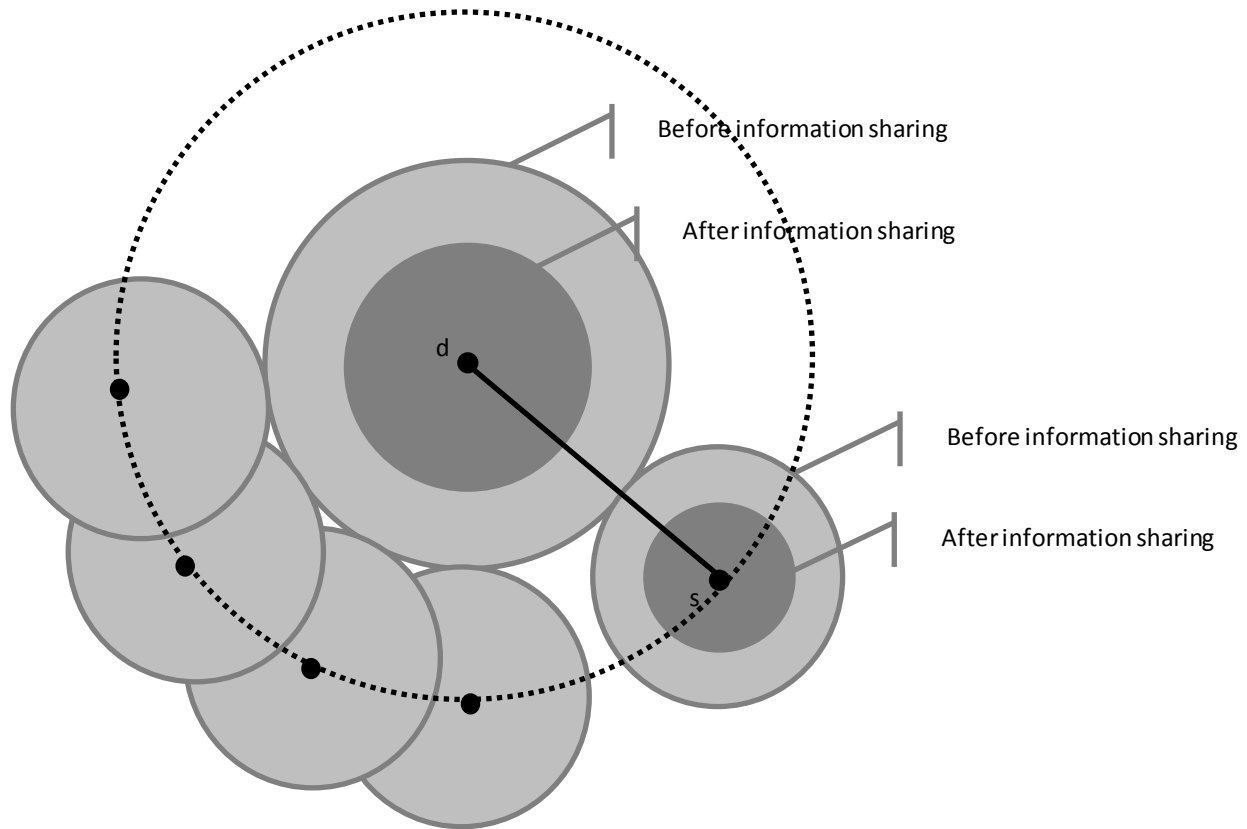 Before information sharing
After information sharing
d
Before information sharing
After information sharing
s